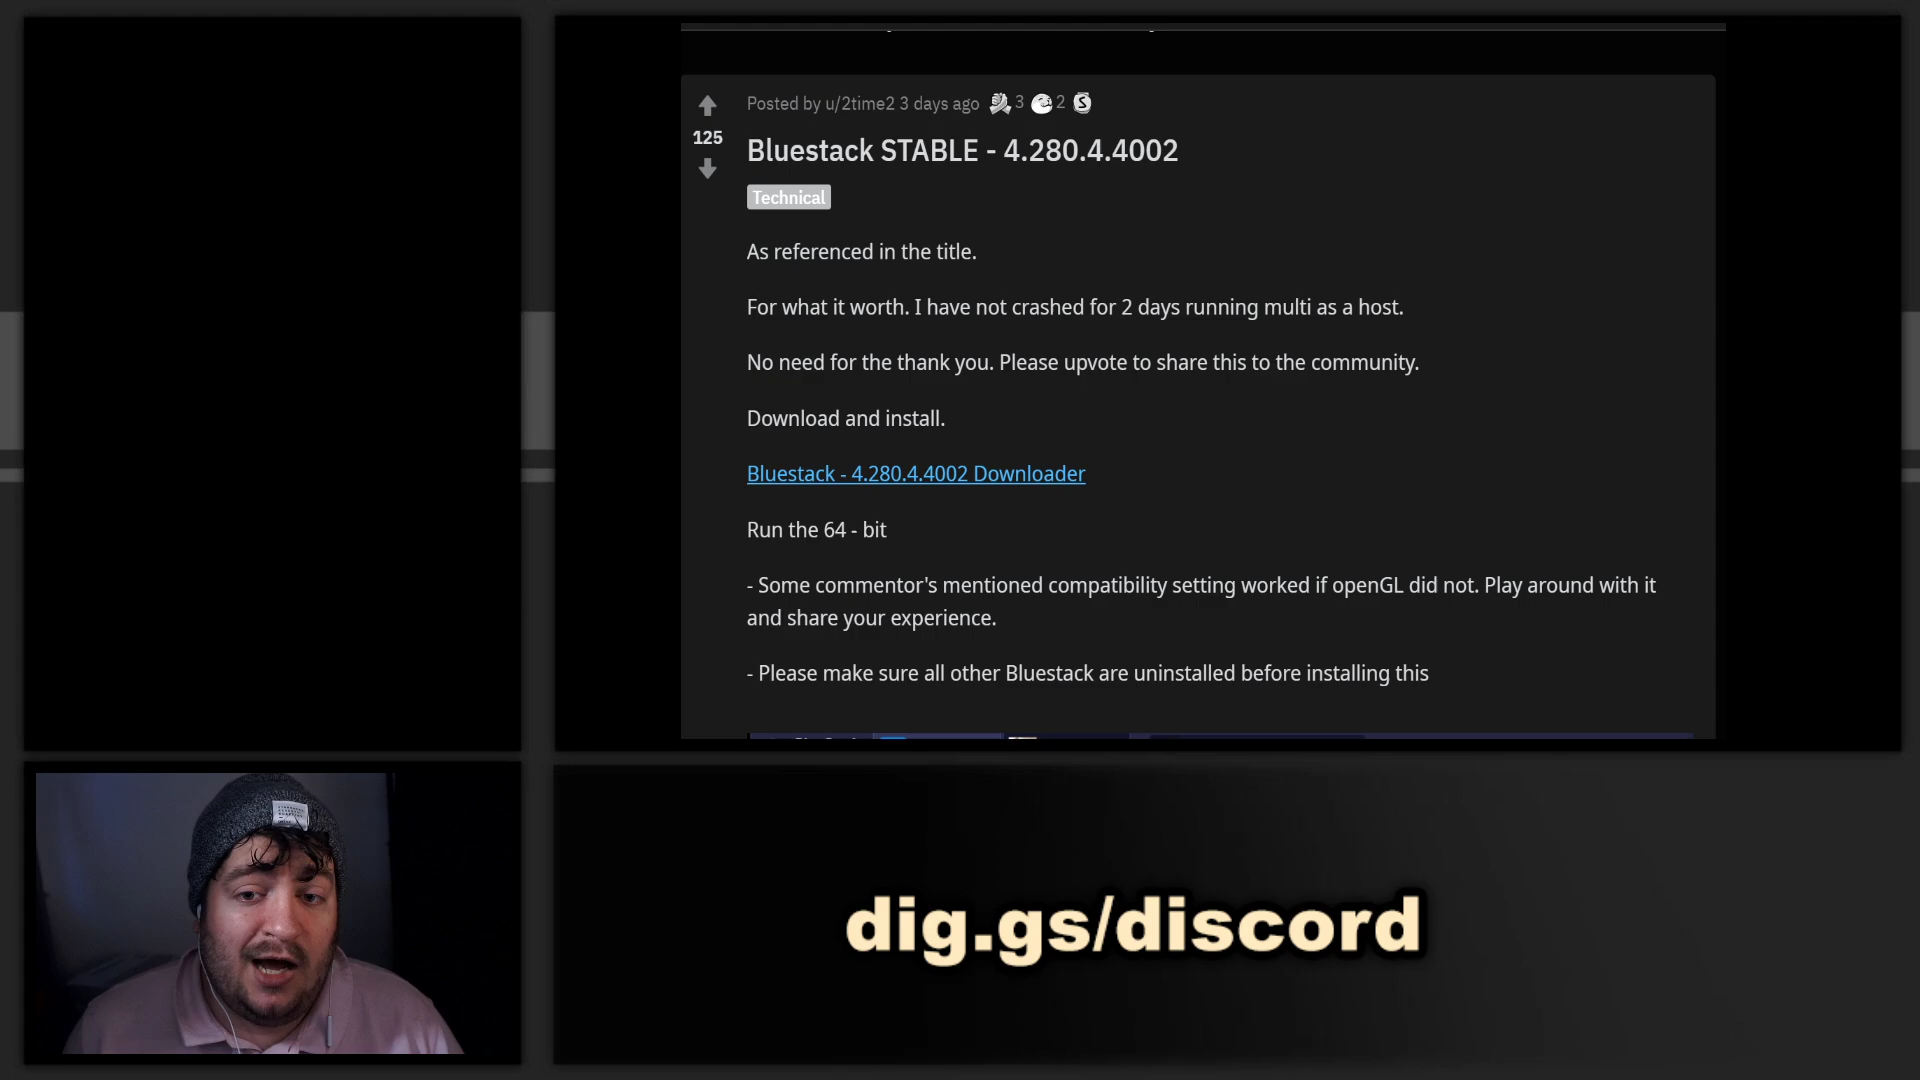 Posted by u/2time2 3 days ago 3 2
125
Bluestack STABLE - 4.280.4.4002
Technical
As referenced in the title.
For what it worth. I have not crashed for 2 days running multi as a host.
No need for the thank you. Please upvote to share this to the community.
Download and install.
Bluestack - 4.280.4.4002 Downloader
Run the 64 - bit
- Some commentor's mentioned compatibility setting worked if openGL did not. Play around with it
and share your experience.
- Please make sure all other Bluestack are uninstalled before installing this
dig.gs/discord